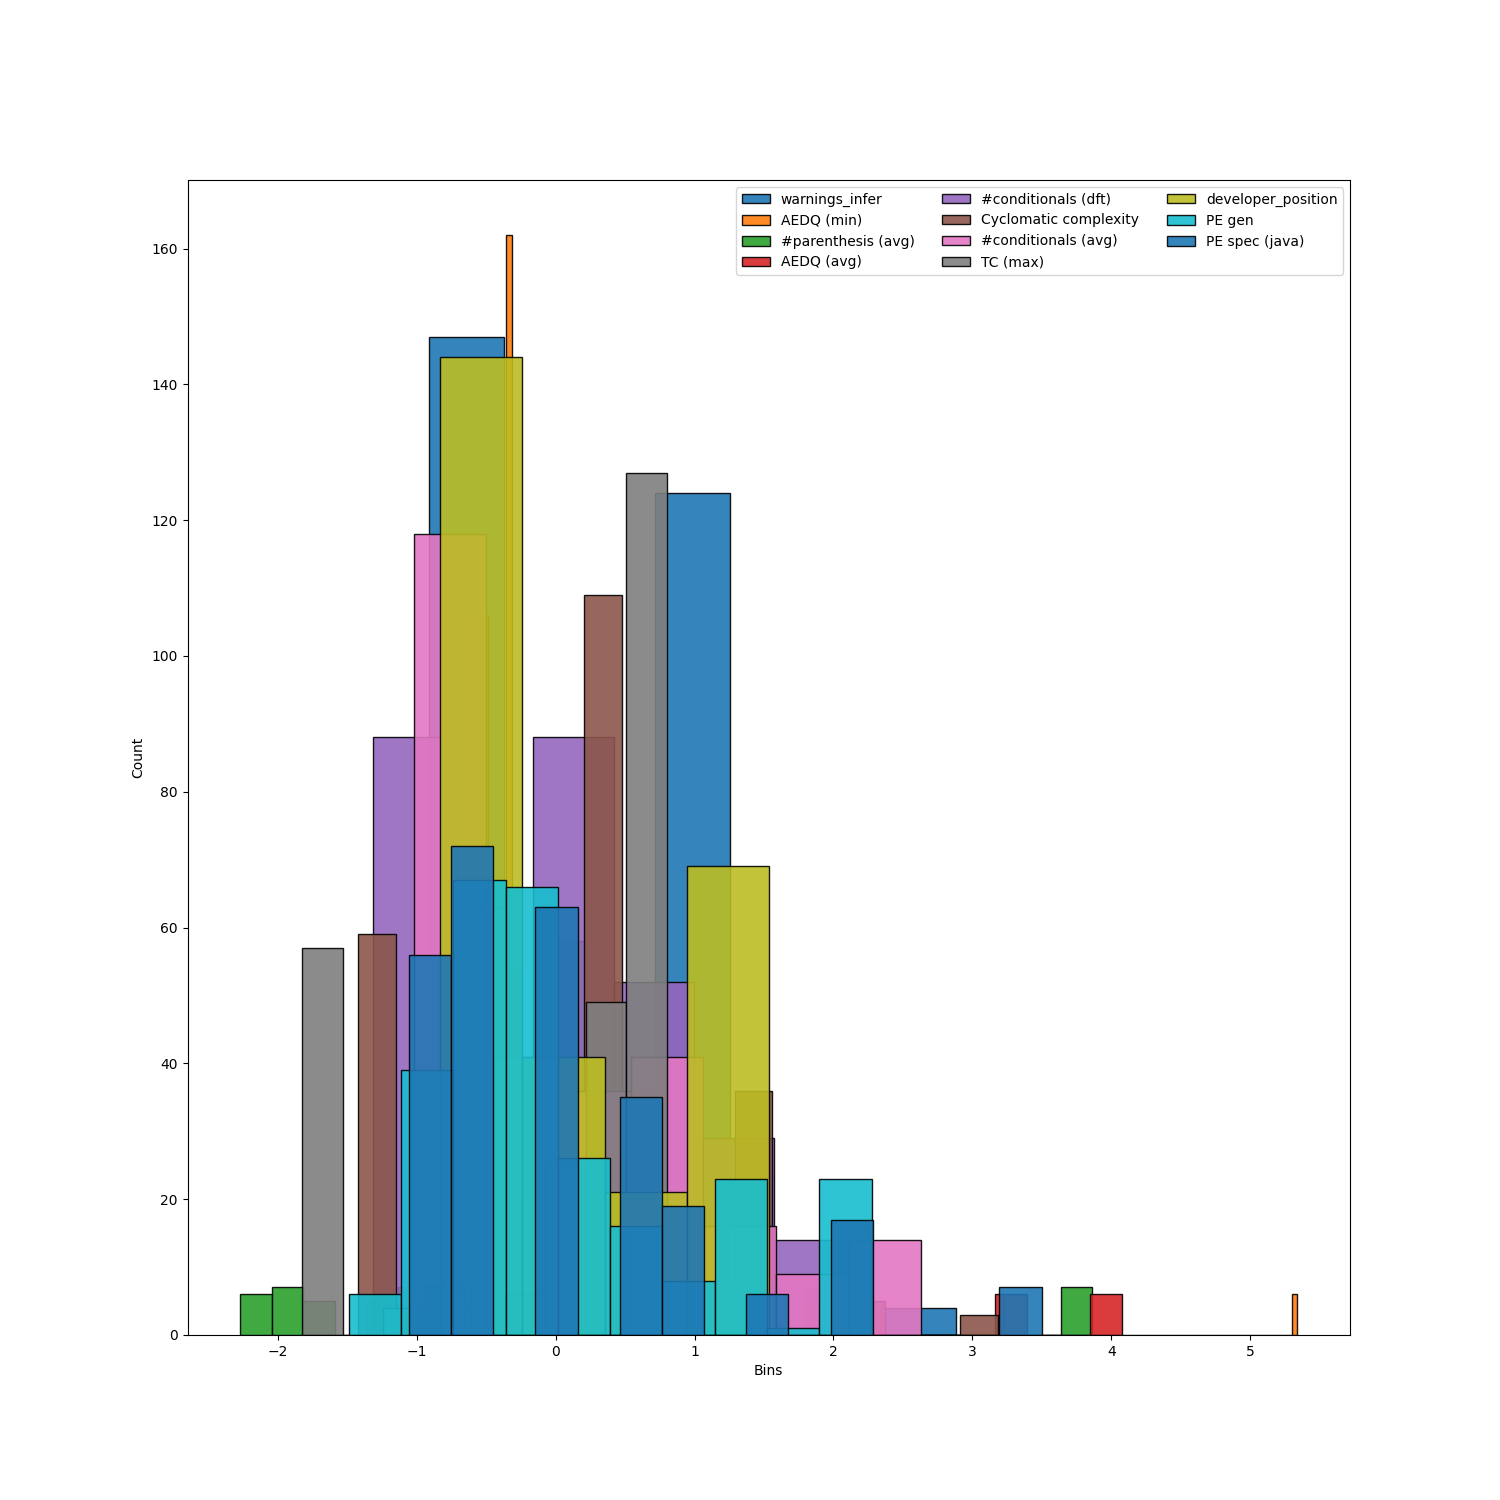 warnings_infer
AEDQ (min)
#parenthesis (avg)
AEDQ (avg)
#conditionals (dft)
Cyclomatic complexity
#conditionals (avg)
TC (max)
developer_position
PE gen
PE spec (java)
160
140
120
100
80
60
40
20
0
Count
−2 −1 0 1 2 3 4 5
Bins